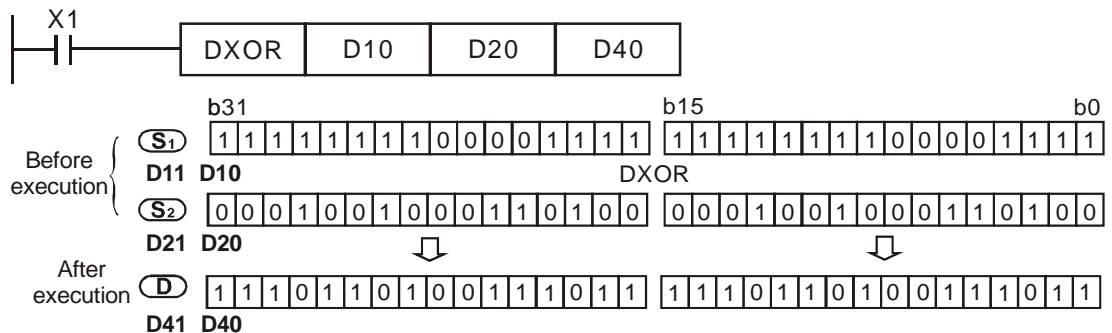 X1
DXOR D10 D20 D40
b31 b15 b0
Before execution
S1 1 1 1 1 1 1 1 1 0 0 0 0 1 1 1 1 1 1 1 1 1 1 1 1 0 0 0 0 1 1 1 1
D11 D10 DXOR
S2 0 0 0 1 0 0 1 0 0 0 1 1 0 1 0 0 0 0 0 1 0 0 1 0 0 0 1 1 0 1 0 0
D21 D20
After execution
D 1 1 1 0 1 1 0 1 0 0 1 1 1 0 1 1 1 1 1 0 1 1 0 1 0 0 1 1 1 0 1 1
D41 D40